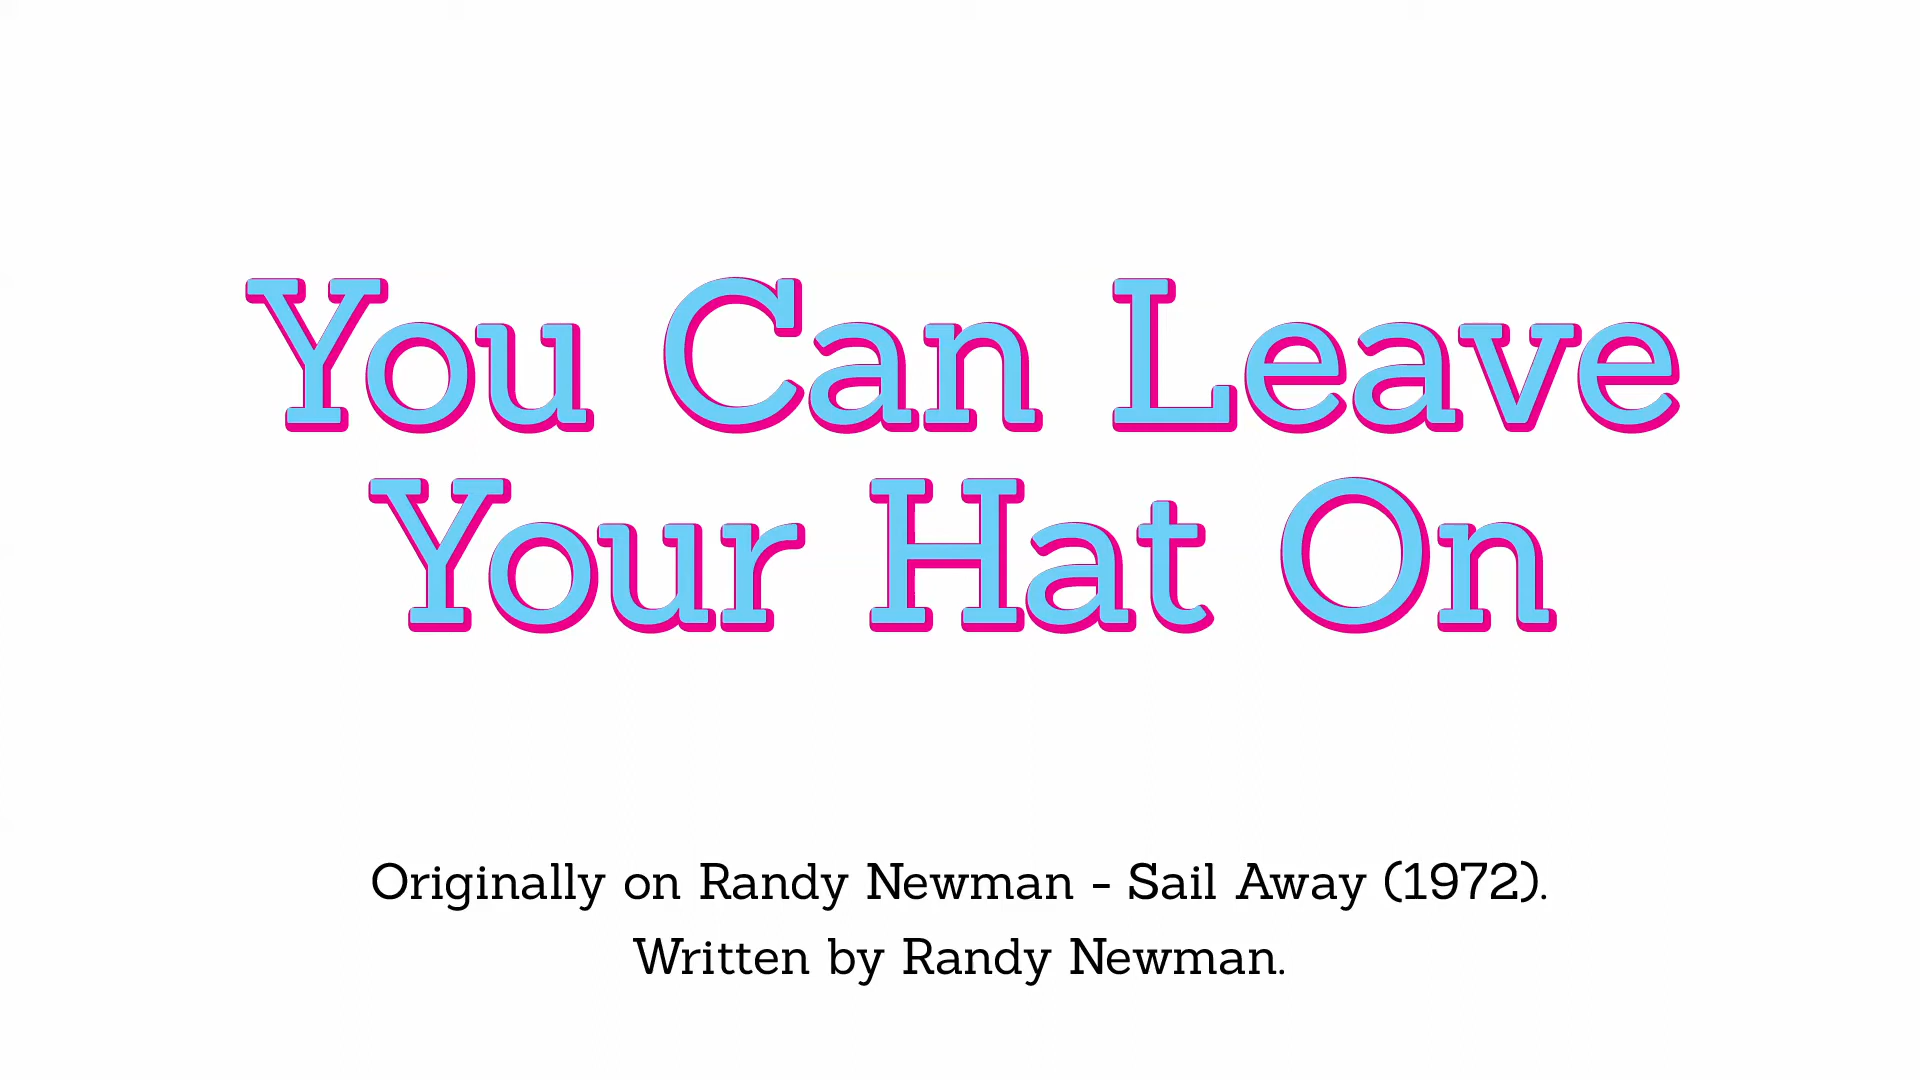 You Can Leave
Your Hat On
Originally on Randy Newman - Sail Away (1972).
Written by Randy Newman.